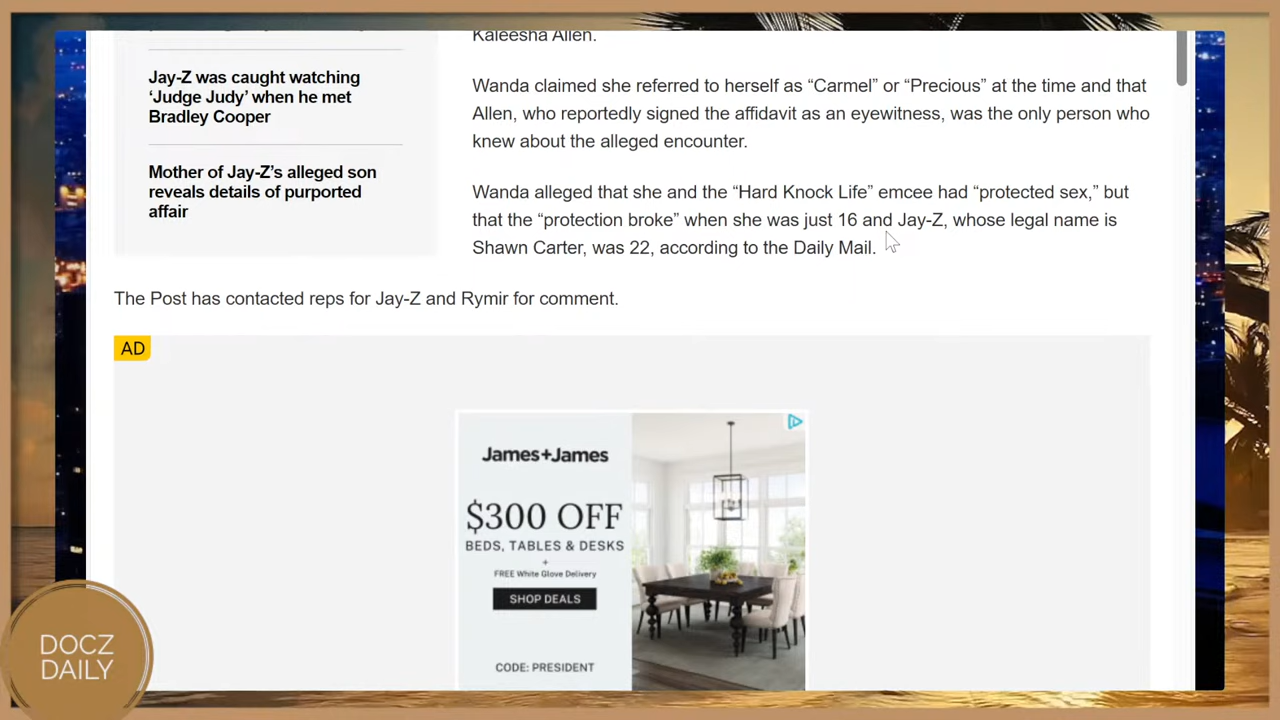 Kaleesha Allen.
Jay-Z was caught watching
‘Judge Judy’ when he met
Bradley Cooper
Mother of Jay-Z’s alleged son
reveals details of purported
affair
Wanda claimed she referred to herself as “Carmel” or “Precious” at the time and that
Allen, who reportedly signed the affidavit as an eyewitness, was the only person who
knew about the alleged encounter.
Wanda alleged that she and the “Hard Knock Life” emcee had “protected sex,” but
that the “protection broke” when she was just 16 and Jay-Z, whose legal name is
Shawn Carter, was 22, according to the Daily Mail.
The Post has contacted reps for Jay-Z and Rymir for comment.
AD
James+James
$300 OFF
BEDS, TABLES & DESKS
+
FREE White Glove Delivery
SHOP DEALS
CODE: PRESIDENT
DOCZ
DAILY